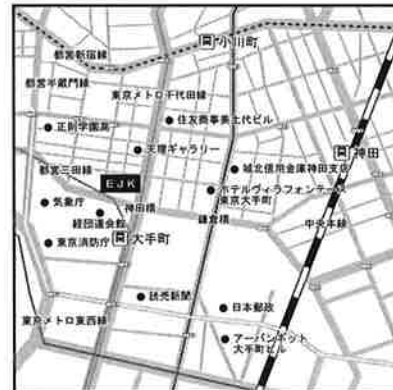 小川町
都営新宿線
都営半蔵門線
東京メトロ千代田線
正則学園高
住友商事美土代ビル
天理ギャラリー
神田
城北信用金庫神田支店
都営三田線
EJK
ホテルヴィラフォンテーヌ
東京大手町
気象庁
神田橋
経団連会館
鎌倉橋
中央本線
大手町
東京消防庁
読売新聞
日本郵政
東京メトロ東西線
アーバンネット
大手町ビル